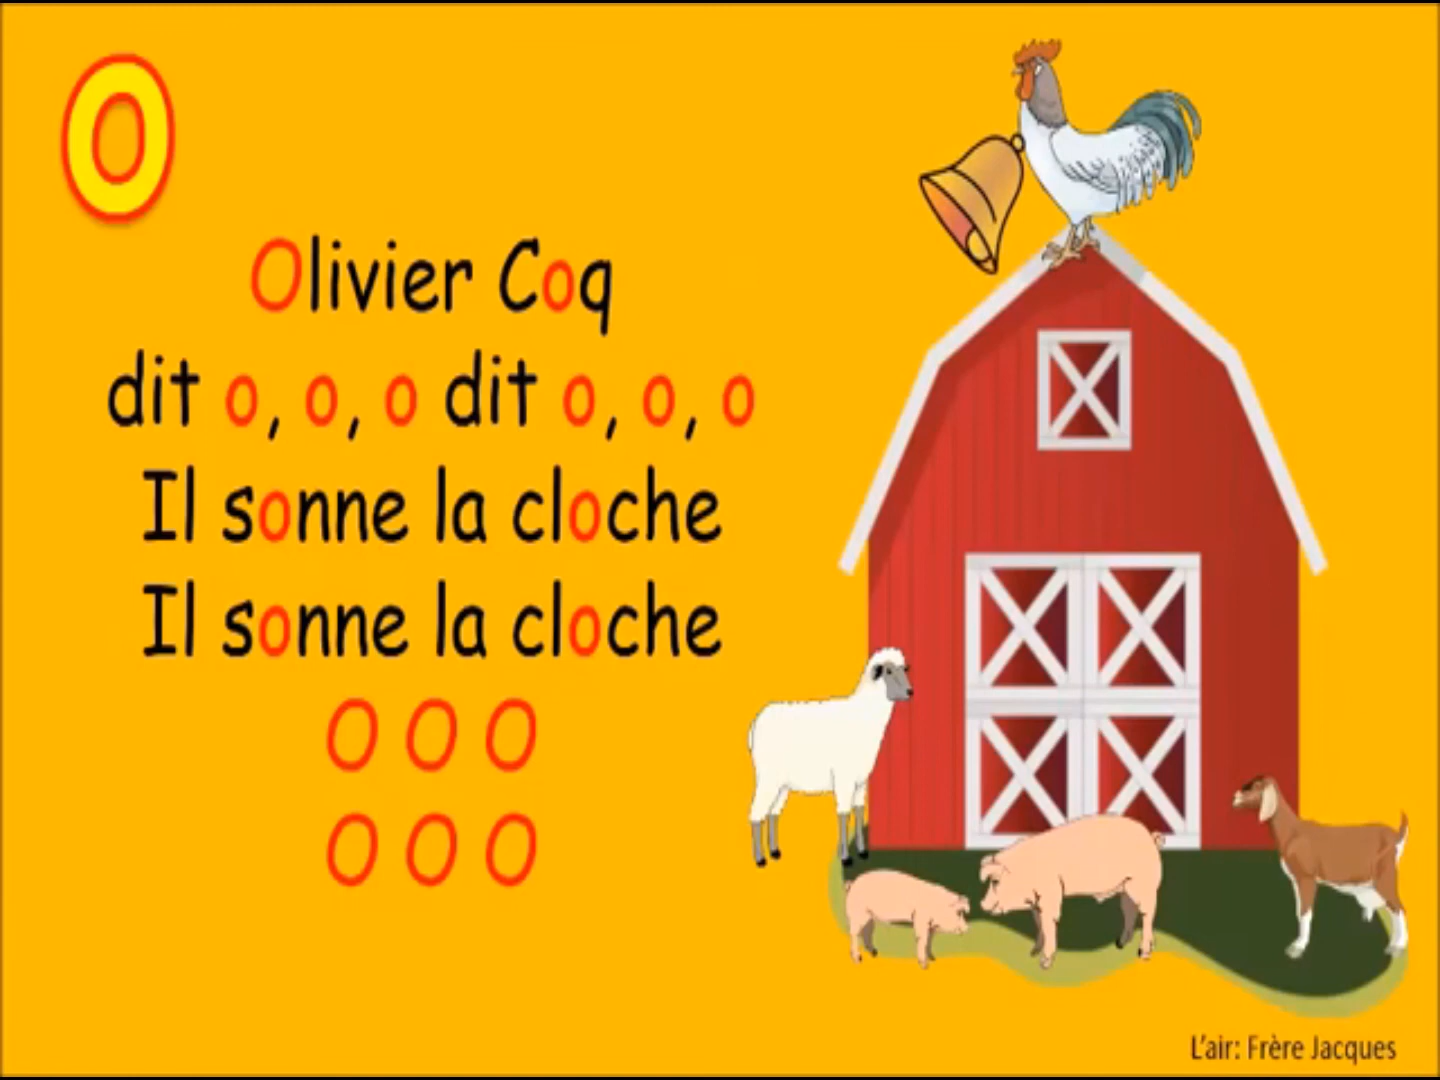 O
Olivier Coq
dit o, o, o dit o, o, o
Il sonne la cloche
Il sonne la cloche
O O O
O O O
L'air: Frère Jacques